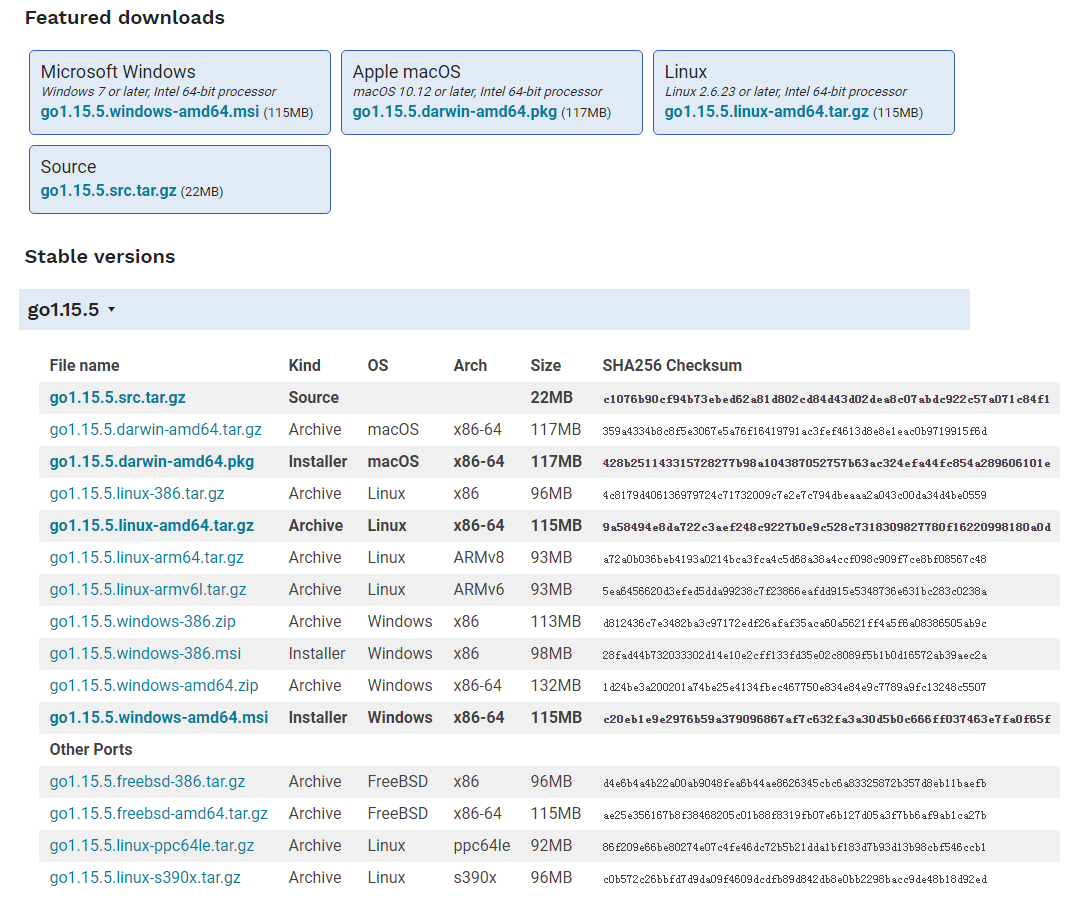 Featured downloads
Microsoft Windows
Windows 7 or later, Intel 64-bit processor
go1.15.5.windows-amd64.msi (115MB)
Apple macOS
macOS 10.12 or later, Intel 64-bit processor
go1.15.5.darwin-amd64.pkg (117MB)
Linux
Linux 2.6.23 or later, Intel 64-bit processor
go1.15.5.linux-amd64.tar.gz (115MB)
Source
go1.15.5.src.tar.gz (22MB)
Stable versions
go1.15.5 ▾
File name Kind OS Arch Size SHA256 Checksum
go1.15.5.src.tar.gz Source 22MB c1076b90cf94b73ebed62a81d802cd84d43d02dea8c07abdc922c57a071c84f1
go1.15.5.darwin-amd64.tar.gz Archive macOS x86-64 117MB 359a4334b8c8f5e3067e5a76f16419791ac3fef4613d8e8e1eac0b9719915f6d
go1.15.5.darwin-amd64.pkg Installer macOS x86-64 117MB 428b251143315728277b98a104387052757b63ac324efa44fc854a289606101e
go1.15.5.linux-386.tar.gz Archive Linux x86 96MB 4c8179d406136979724c71732009c7e2e7c794dbeaaa2a043c00da34d4be0559
go1.15.5.linux-amd64.tar.gz Archive Linux x86-64 115MB 9a58494e8da722c3aef248c9227b0e9c528c7318309827780f16220998180a0d
go1.15.5.linux-arm64.tar.gz Archive Linux ARMv8 93MB a72a0b036beb4193a0214bca3fca4c5d68a38a4ccf098c909f7ce8bf08567c48
go1.15.5.linux-armv6l.tar.gz Archive Linux ARMv6 93MB 5ea6456620d3efed5dda99238c7f23866eafdd915e5348736e631bc283c0238a
go1.15.5.windows-386.zip Archive Windows x86 113MB d812436c7e3482ba3c97172edf26afaf35aca60a5621ff4a5f6a08386505ab9c
go1.15.5.windows-386.msi Installer Windows x86 98MB 28fad44b732033302d14e10e2cff133fd35e02c8089f5b1b0d16572ab39aec2a
go1.15.5.windows-amd64.zip Archive Windows x86-64 132MB 1d24be3a200201a74be25e4134fbec467750e834e84e9c7789a9fc13248c5507
go1.15.5.windows-amd64.msi Installer Windows x86-64 115MB c20eb1e9e2976b59a379096867af7c632fa3a30d5b0c666ff037463e7fa0f65f
Other Ports
go1.15.5.freebsd-386.tar.gz Archive FreeBSD x86 96MB d4e6b4a4b22a00ab9048fea6b44ae8626345cbc6a83325872b357d8eb11baefb
go1.15.5.freebsd-amd64.tar.gz Archive FreeBSD x86-64 115MB ae25e356167b8f38468205c01b88f8319fb07e6b127d05a3f7bb6af9ab1ca27b
go1.15.5.linux-ppc64le.tar.gz Archive Linux ppc64le 92MB 86f209e66be80274e07c4fe46dc72b5b21dda1bf183d7b93d13b98cbf546ccb1
go1.15.5.linux-s390x.tar.gz Archive Linux s390x 96MB c0b572c26bbfd7d9da09f4609dcdfb89d842db8e0bb2298bacc9de48b18d92ed